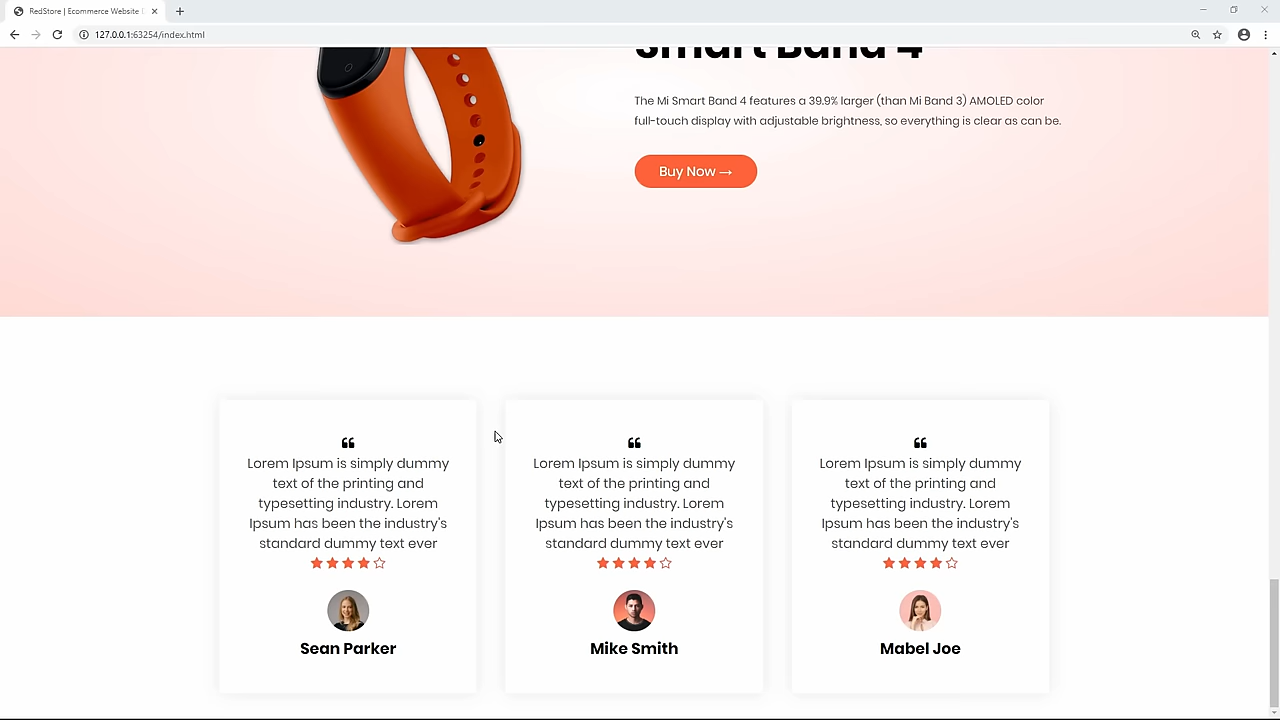 RedStore | Ecommerce Website
127.0.0.1:63254/index.html
Smart Band 4
The Mi Smart Band 4 features a 39.9% larger (than Mi Band 3) AMOLED color
full-touch display with adjustable brightness, so everything is clear as can be.
Buy Now →
Lorem Ipsum is simply dummy
text of the printing and
typesetting industry. Lorem
Ipsum has been the industry's
standard dummy text ever
Sean Parker
Lorem Ipsum is simply dummy
text of the printing and
typesetting industry. Lorem
Ipsum has been the industry's
standard dummy text ever
Mike Smith
Lorem Ipsum is simply dummy
text of the printing and
typesetting industry. Lorem
Ipsum has been the industry's
standard dummy text ever
Mabel Joe